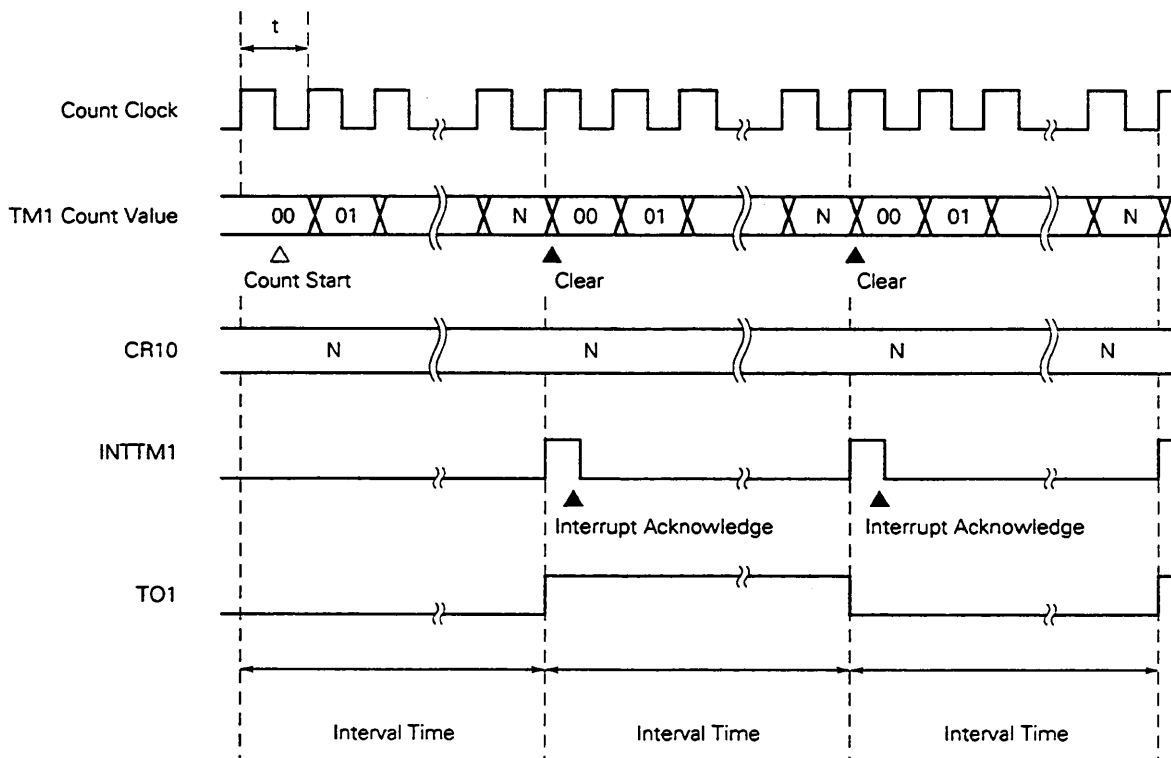 t
Count Clock
TM1 Count Value 00 01 N 00 01 N 00 01 N
Count Start Clear Clear
CR10 N N N N
INTTM1
Interrupt Acknowledge Interrupt Acknowledge
TO1
Interval Time Interval Time Interval Time